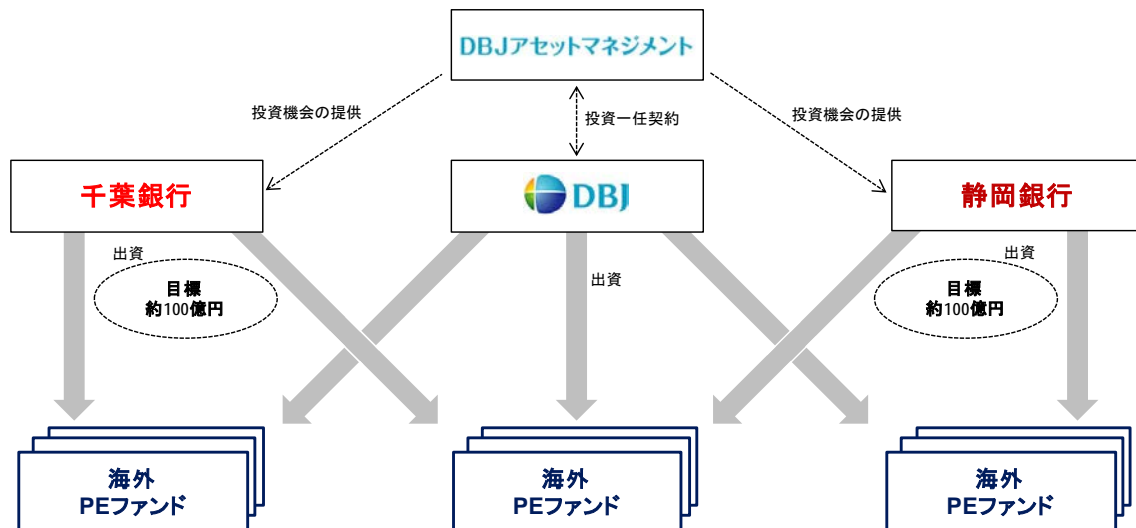 DBJアセットマネジメント
投資機会の提供
投資一任契約
投資機会の提供
千葉銀行
DBJ
静岡銀行
出資
目標
約100億円
出資
出資
目標
約100億円
海外
PEファンド
海外
PEファンド
海外
PEファンド